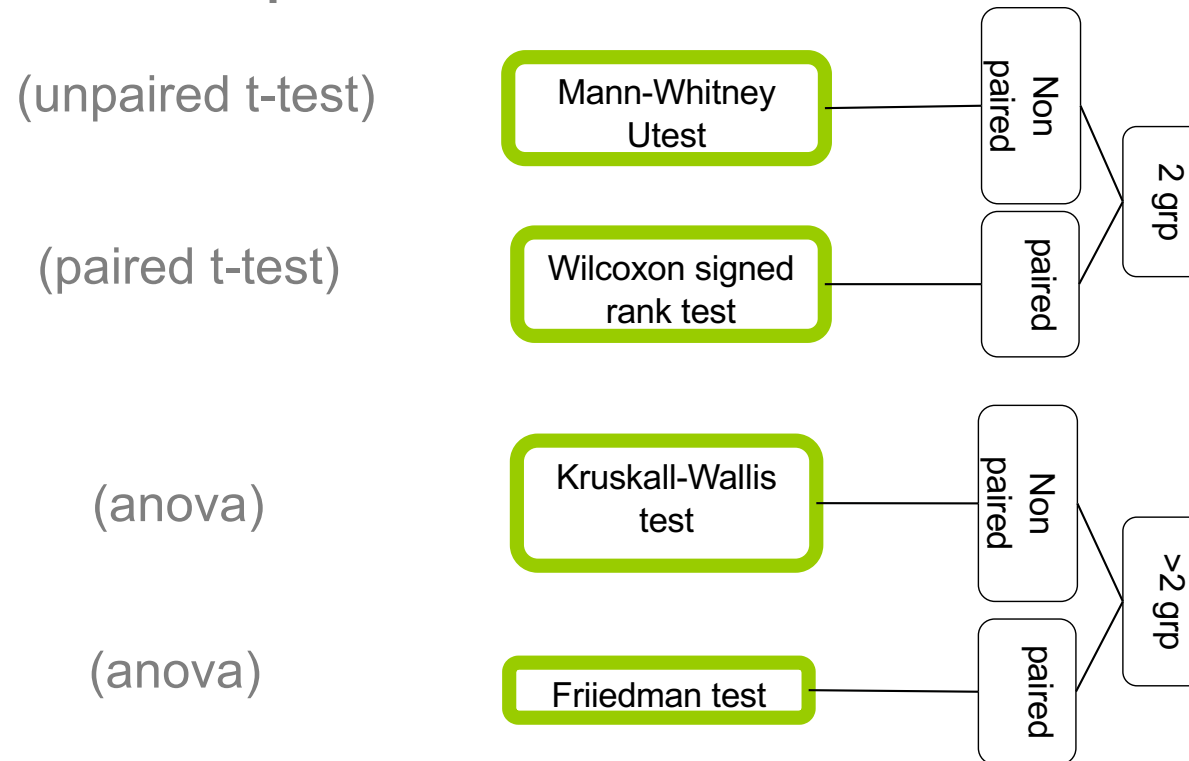 (unpaired t-test)
Mann-Whitney
Utest
Non
paired
2 grp
(paired t-test)
Wilcoxon signed
rank test
paired
(anova)
Kruskall-Wallis
test
Non
paired
>2 grp
(anova)
Friiedman test
paired